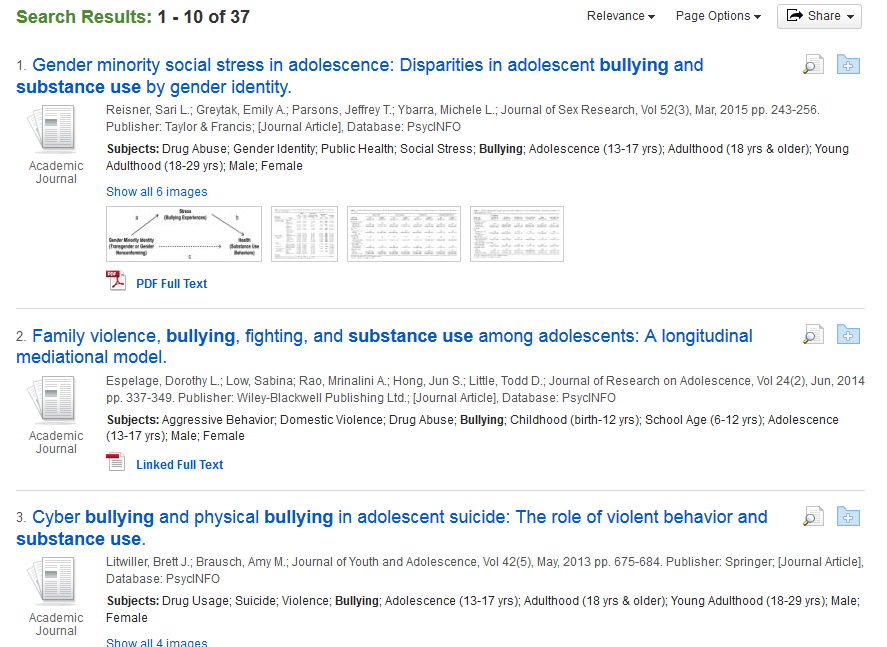 Search Results: 1 - 10 of 37
Relevance
Page Options
Share
1. Gender minority social stress in adolescence: Disparities in adolescent bullying and
substance use by gender identity.
Academic
Journal
Reisner, Sari L.; Greytak, Emily A.; Parsons, Jeffrey T.; Ybarra, Michele L.; Journal of Sex Research, Vol 52(3), Mar, 2015 pp. 243-256.
Publisher: Taylor & Francis; [Journal Article], Database: PsycINFO
Subjects: Drug Abuse; Gender Identity; Public Health; Social Stress; Bullying; Adolescence (13-17 yrs); Adulthood (18 yrs & older); Young
Adulthood (18-29 yrs); Male; Female
Show all 6 images
Stress
(Bullying Experiences)
a
b
Gender Minority Identity
(Transgender or Gender
Nonconforming)
Health
(Substance Use
Behaviors)
c
PDF
PDF Full Text
2. Family violence, bullying, fighting, and substance use among adolescents: A longitudinal
mediational model.
Academic
Journal
Espelage, Dorothy L.; Low, Sabina; Rao, Mrinalini A.; Hong, Jun S.; Little, Todd D.; Journal of Research on Adolescence, Vol 24(2), Jun, 2014
pp. 337-349. Publisher: Wiley-Blackwell Publishing Ltd.; [Journal Article], Database: PsycINFO
Subjects: Aggressive Behavior; Domestic Violence; Drug Abuse; Bullying; Childhood (birth-12 yrs); School Age (6-12 yrs); Adolescence
(13-17 yrs); Male; Female
Linked Full Text
3. Cyber bullying and physical bullying in adolescent suicide: The role of violent behavior and
substance use.
Academic
Journal
Litwiller, Brett J.; Brausch, Amy M.; Journal of Youth and Adolescence, Vol 42(5), May, 2013 pp. 675-684. Publisher: Springer; [Journal Article],
Database: PsycINFO
Subjects: Drug Usage; Suicide; Violence; Bullying; Adolescence (13-17 yrs); Adulthood (18 yrs & older); Young Adulthood (18-29 yrs); Male;
Female
Show all 4 images